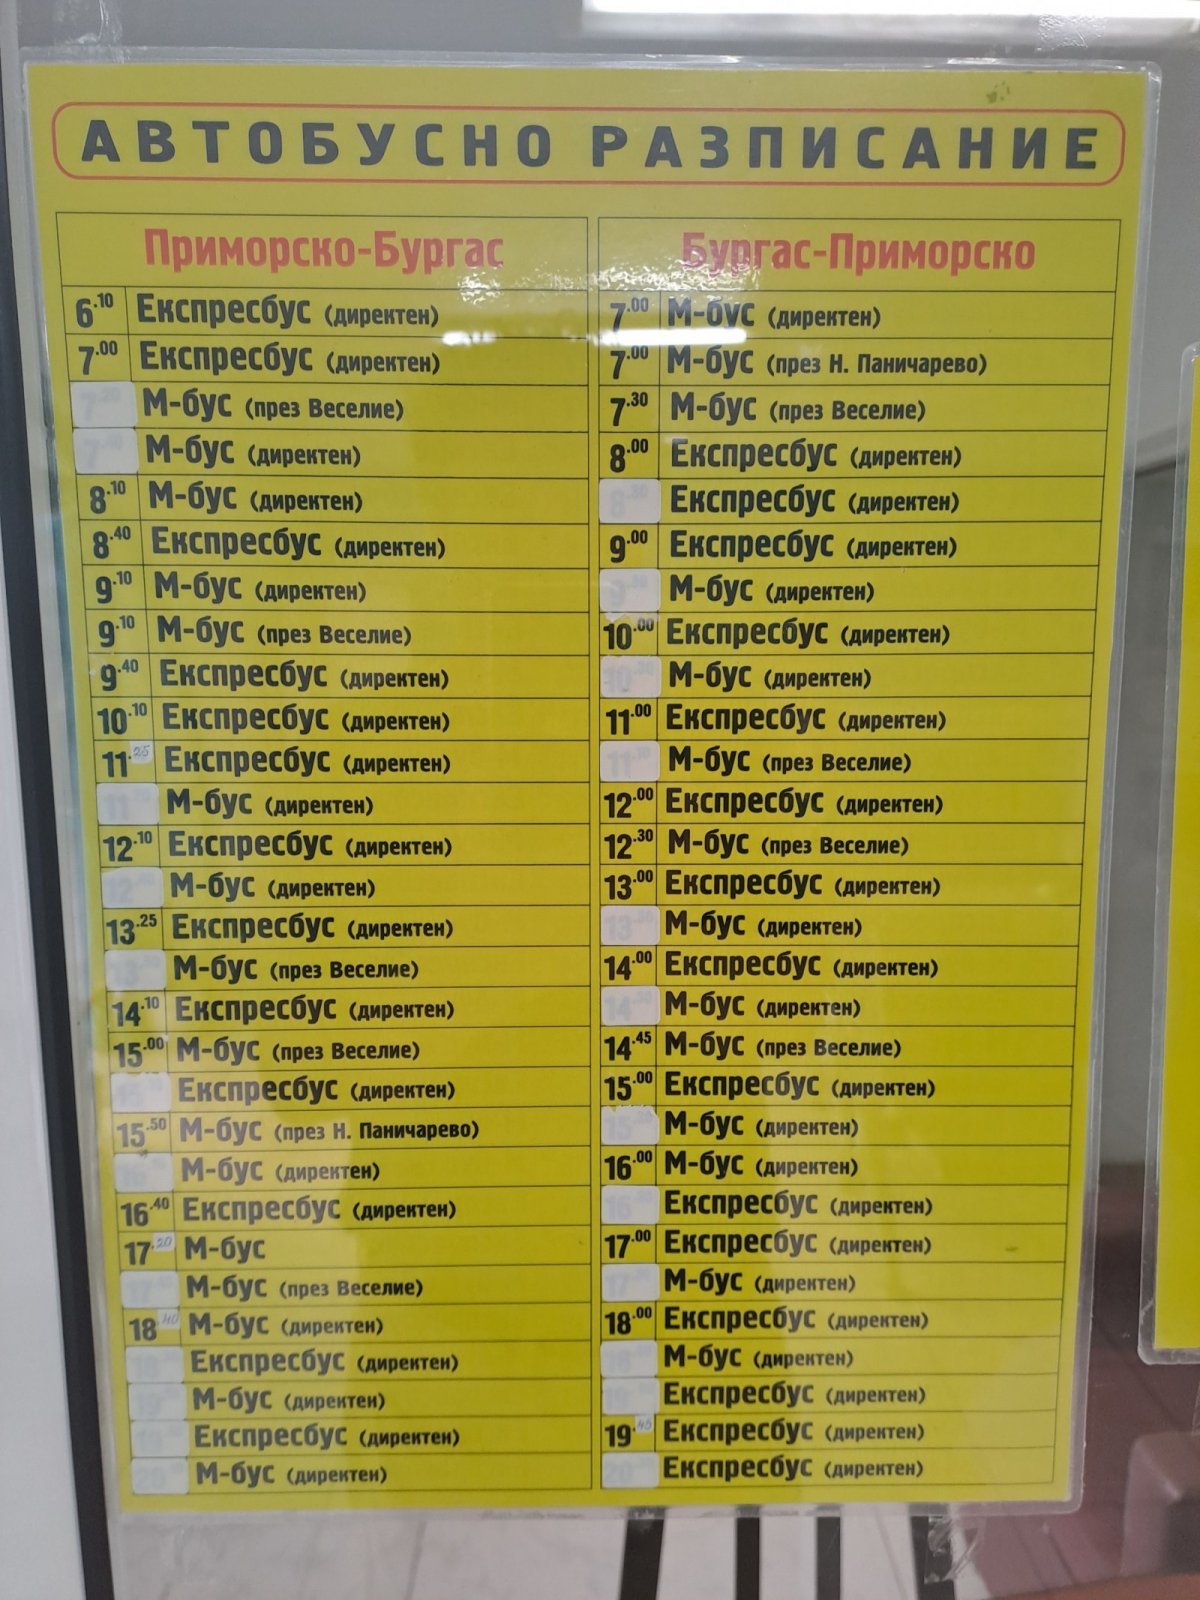 АВТОБУСНО РАЗПИСАНИЕ
Приморско-Бургас
6.10 Експресбус (директен)
7.00 Експресбус (директен)
М-бус (през Веселие)
М-бус (директен)
8.10 М-бус (директен)
8.40 Експресбус (директен)
9.10 М-бус (директен)
9.10 М-бус (през Веселие)
9.40 Експресбус (директен)
10.10 Експресбус (директен)
11.25 Експресбус (директен)
М-бус (директен)
12.10 Експресбус (директен)
М-бус (директен)
13.25 Експресбус (директен)
М-бус (през Веселие)
14.10 Експресбус (директен)
15.00 М-бус (през Веселие)
Експресбус (директен)
15.50 М-бус (през Н. Паничарево)
М-бус (директен)
16.40 Експресбус (директен)
17.20 М-бус
М-бус (през Веселие)
18.40 М-бус (директен)
Експресбус (директен)
М-бус (директен)
Експресбус (директен)
М-бус (директен)
Бургас-Приморско
7.00 М-бус (директен)
7.00 М-бус (през Н. Паничарево)
7.30 М-бус (през Веселие)
8.00 Експресбус (директен)
Експресбус (директен)
9.00 Експресбус (директен)
М-бус (директен)
10.00 Експресбус (директен)
М-бус (директен)
11.00 Експресбус (директен)
М-бус (през Веселие)
12.00 Експресбус (директен)
12.30 М-бус (през Веселие)
13.00 Експресбус (директен)
М-бус (директен)
14.00 Експресбус (директен)
М-бус (директен)
14.45 М-бус (през Веселие)
15.00 Експресбус (директен)
М-бус (директен)
16.00 М-бус (директен)
Експресбус (директен)
17.00 Експресбус (директен)
М-бус (директен)
18.00 Експресбус (директен)
М-бус (директен)
Експресбус (директен)
19.45 Експресбус (директен)
Експресбус (директен)